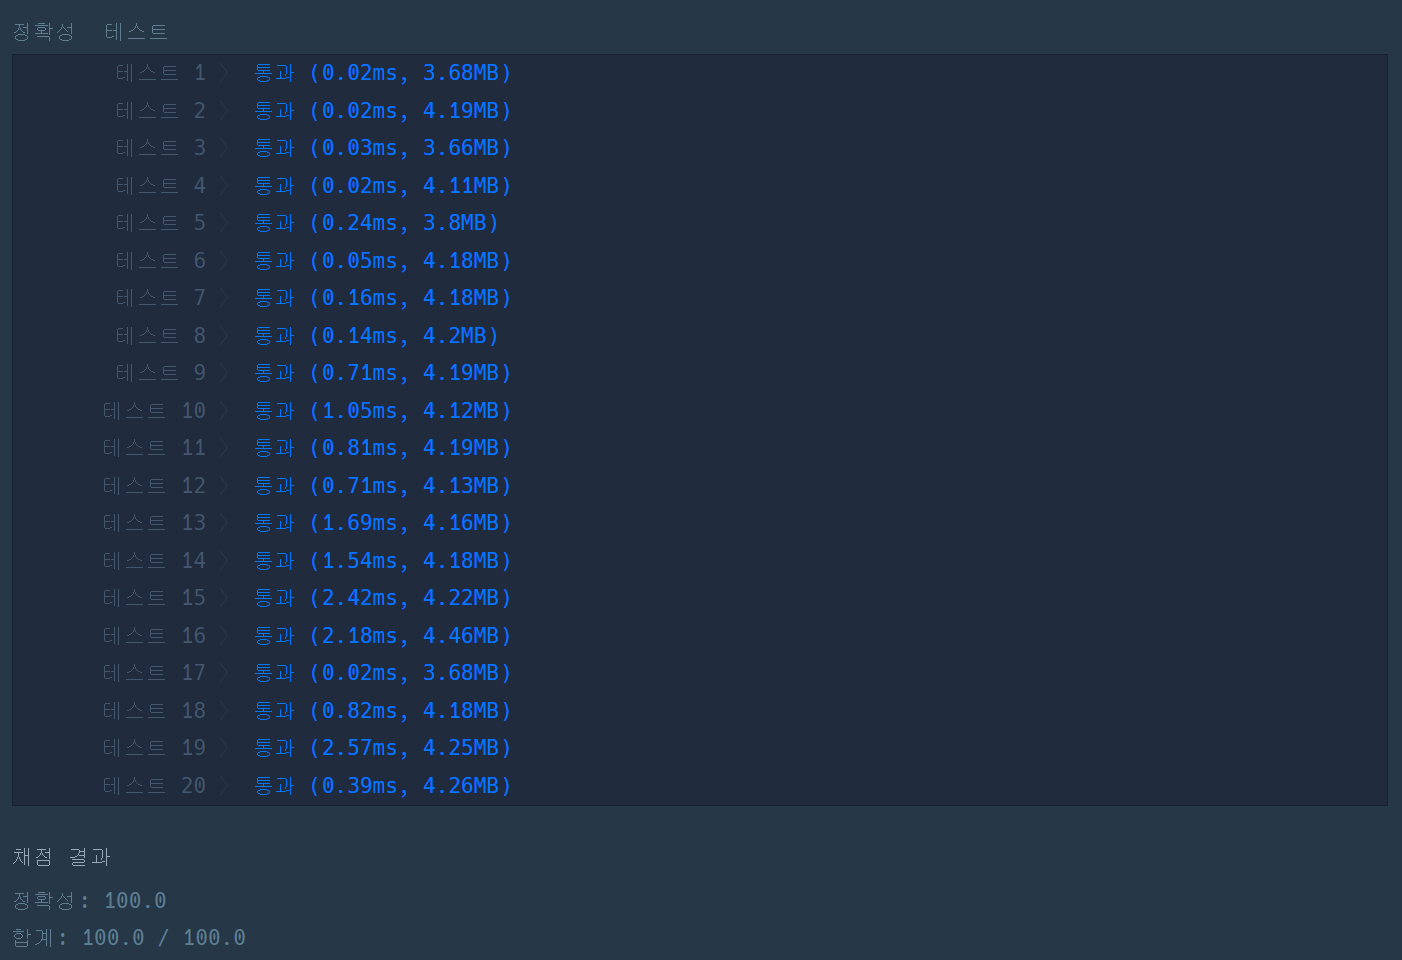 정확성  테스트
테스트 1 〉 통과 (0.02ms, 3.68MB)
테스트 2 〉 통과 (0.02ms, 4.19MB)
테스트 3 〉 통과 (0.03ms, 3.66MB)
테스트 4 〉 통과 (0.02ms, 4.11MB)
테스트 5 〉 통과 (0.24ms, 3.8MB)
테스트 6 〉 통과 (0.05ms, 4.18MB)
테스트 7 〉 통과 (0.16ms, 4.18MB)
테스트 8 〉 통과 (0.14ms, 4.2MB)
테스트 9 〉 통과 (0.71ms, 4.19MB)
테스트 10 〉 통과 (1.05ms, 4.12MB)
테스트 11 〉 통과 (0.81ms, 4.19MB)
테스트 12 〉 통과 (0.71ms, 4.13MB)
테스트 13 〉 통과 (1.69ms, 4.16MB)
테스트 14 〉 통과 (1.54ms, 4.18MB)
테스트 15 〉 통과 (2.42ms, 4.22MB)
테스트 16 〉 통과 (2.18ms, 4.46MB)
테스트 17 〉 통과 (0.02ms, 3.68MB)
테스트 18 〉 통과 (0.82ms, 4.18MB)
테스트 19 〉 통과 (2.57ms, 4.25MB)
테스트 20 〉 통과 (0.39ms, 4.26MB)
채점 결과
정확성: 100.0
합계: 100.0 / 100.0